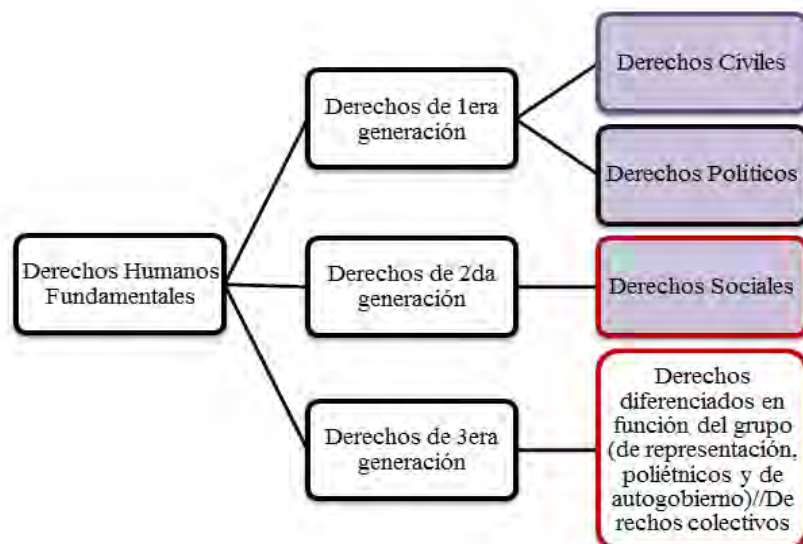 Derechos Humanos
Fundamentales
Derechos de 1era
generación
Derechos Civiles
Derechos Políticos
Derechos de 2da
generación
Derechos Sociales
Derechos de 3era
generación
Derechos
diferenciados en
función del grupo
(de representación,
poliétnicos y de
autogobierno)//De
rechos colectivos